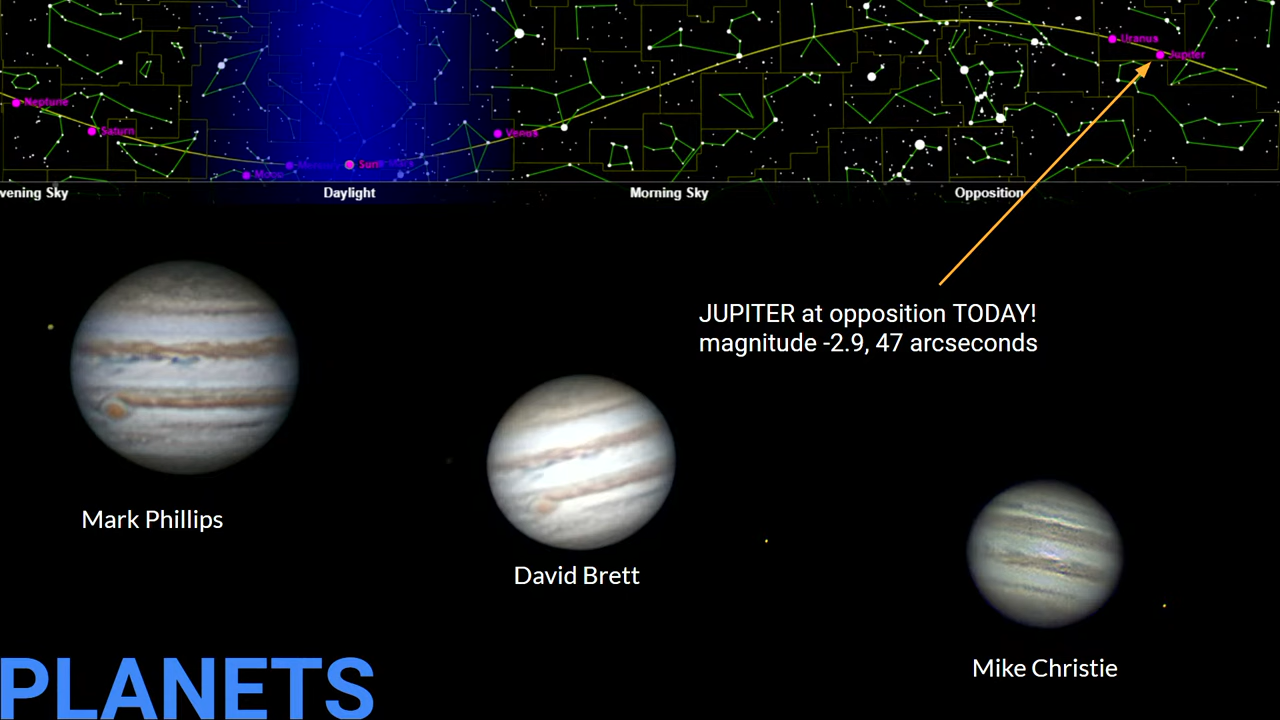 Uranus
Jupiter
Neptune
Saturn
Venus
Sun
vening Sky
Daylight
Morning Sky
Opposition
JUPITER at opposition TODAY!
magnitude -2.9, 47 arcseconds
Mark Phillips
David Brett
Mike Christie
PLANETS